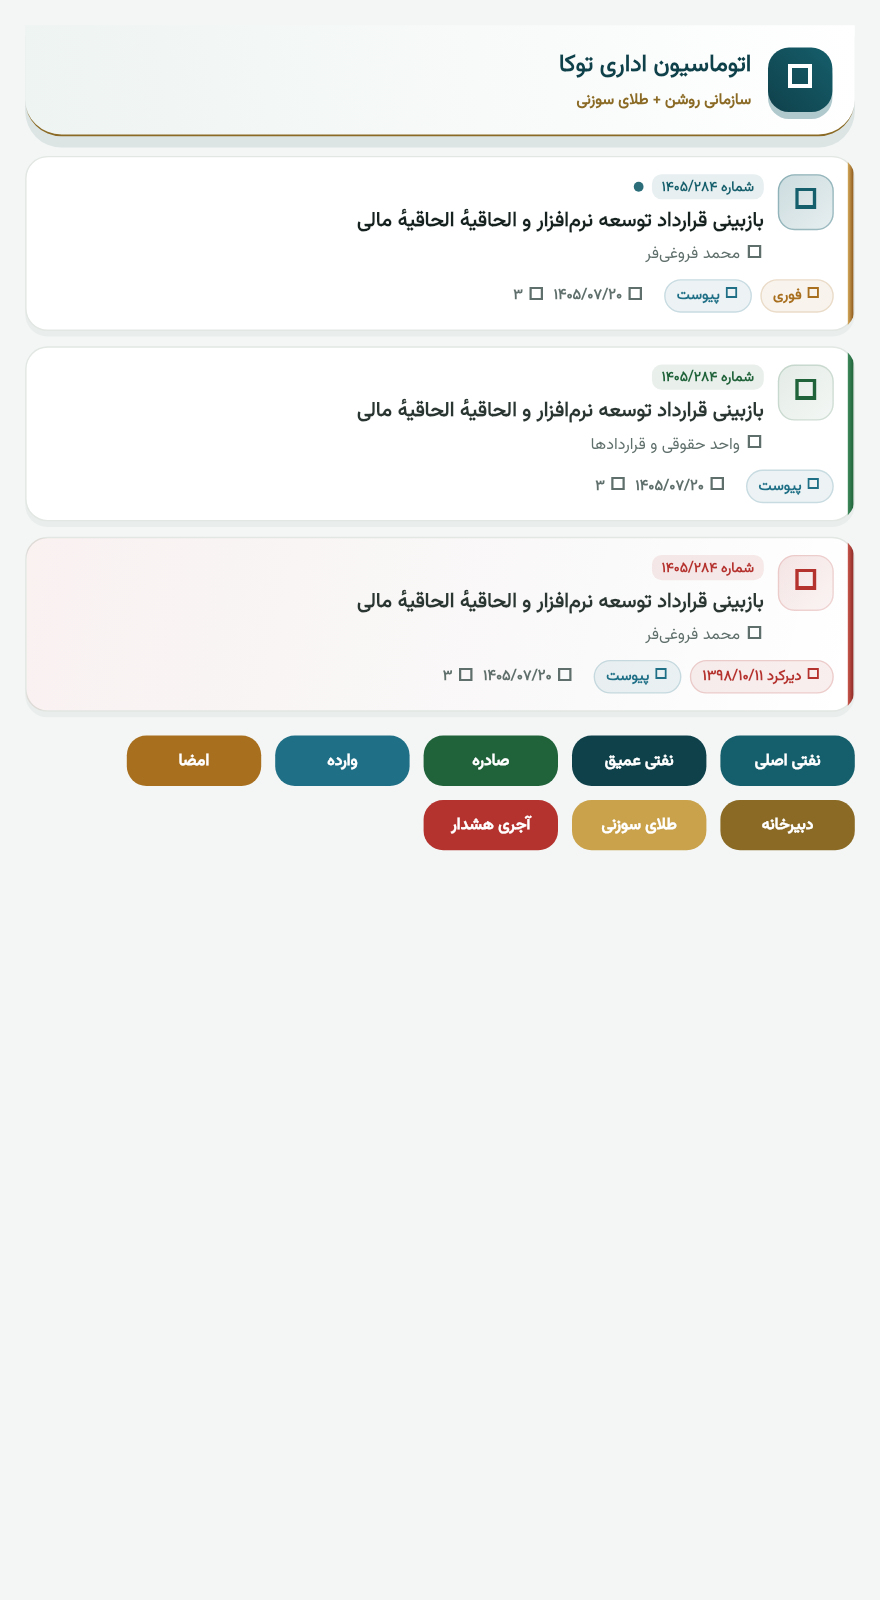 اتوماسیون اداری توکا
سازمانی روشن + طلای سوزنی
شماره ۱۴۰۵/۲۸۴
بازبینی قرارداد توسعه نرم‌افزار و الحاقیهٔ الحاقیهٔ مالی
محمد فروغی‌فر
فوری پیوست ۱۴۰۵/۰۷/۲۰ ۳
شماره ۱۴۰۵/۲۸۴
بازبینی قرارداد توسعه نرم‌افزار و الحاقیهٔ الحاقیهٔ مالی
واحد حقوقی و قراردادها
پیوست ۱۴۰۵/۰۷/۲۰ ۳
شماره ۱۴۰۵/۲۸۴
بازبینی قرارداد توسعه نرم‌افزار و الحاقیهٔ الحاقیهٔ مالی
محمد فروغی‌فر
دیرکرد ۱۳۹۸/۱۰/۱۱ پیوست ۱۴۰۵/۰۷/۲۰ ۳
نفتی اصلی نفتی عمیق صادره وارده امضا
دبیرخانه طلای سوزنی آجری هشدار